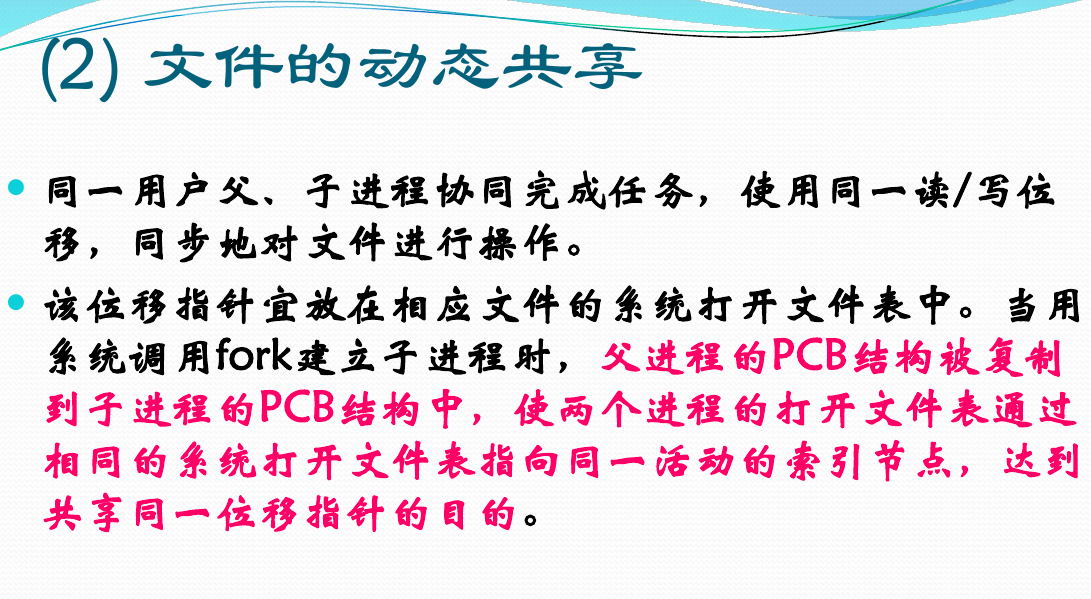 (2) 文件的动态共享
同一用户父、子进程协同完成任务，使用同一读/写位
移，同步地对文件进行操作。
该位移指针宜放在相应文件的系统打开文件表中。当用
系统调用fork建立子进程时，父进程的PCB结构被复制
到子进程的PCB结构中，使两个进程的打开文件表通过
相同的系统打开文件表指向同一活动的索引节点，达到
共享同一位移指针的目的。